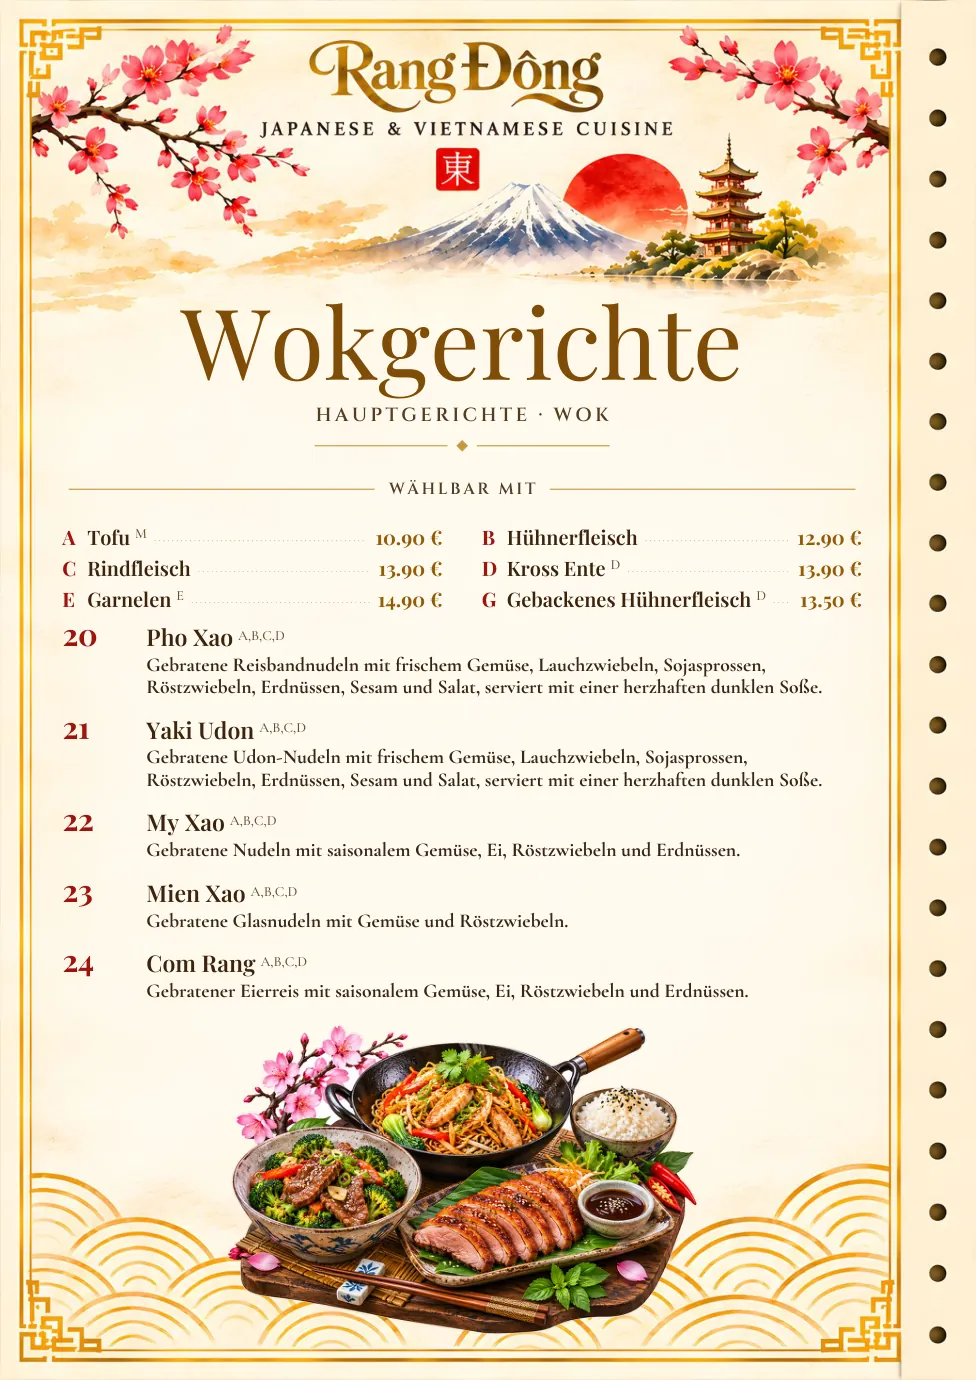 Rang Đông
JAPANESE & VIETNAMESE CUISINE
東
Wokgerichte
HAUPTGERICHTE · WOK
WÄHLBAR MIT
A Tofu M 10.90 €
B Hühnerfleisch 12.90 €
C Rindfleisch 13.90 €
D Kross Ente D 13.90 €
E Garnelen E 14.90 €
G Gebackenes Hühnerfleisch D 13.50 €
20 Pho Xao A,B,C,D
Gebratene Reisbandnudeln mit frischem Gemüse, Lauchzwiebeln, Sojasprossen,
Röstzwiebeln, Erdnüssen, Sesam und Salat, serviert mit einer herzhaften dunklen Soße.
21 Yaki Udon A,B,C,D
Gebratene Udon-Nudeln mit frischem Gemüse, Lauchzwiebeln, Sojasprossen,
Röstzwiebeln, Erdnüssen, Sesam und Salat, serviert mit einer herzhaften dunklen Soße.
22 My Xao A,B,C,D
Gebratene Nudeln mit saisonalem Gemüse, Ei, Röstzwiebeln und Erdnüssen.
23 Mien Xao A,B,C,D
Gebratene Glasnudeln mit Gemüse und Röstzwiebeln.
24 Com Rang A,B,C,D
Gebratener Eierreis mit saisonalem Gemüse, Ei, Röstzwiebeln und Erdnüssen.